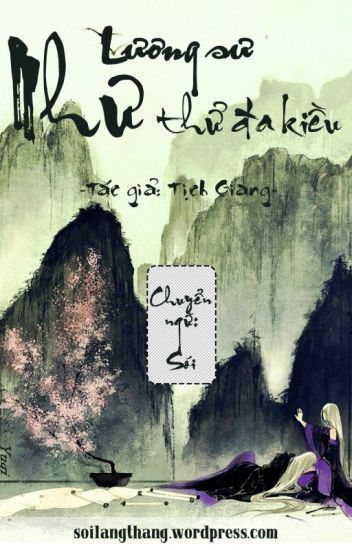 Lương sư
Như thử đa kiều
-Tác giả: Tịch Giang-
Chuyển
ngữ:
Sói
soilangthang.wordpress.com